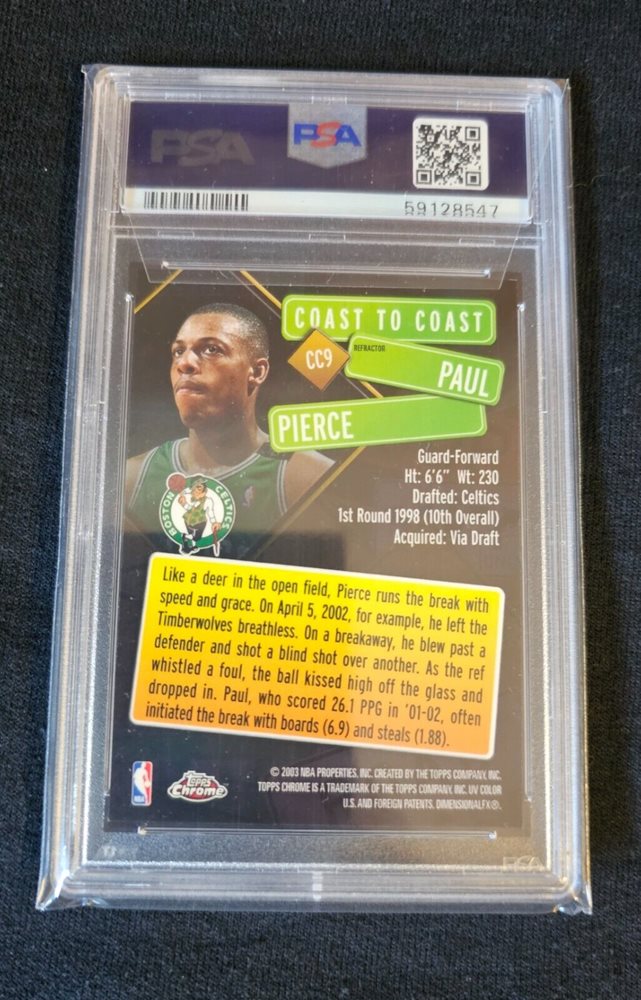 PSA
PSA
59128547
COAST TO COAST
CC9
REFRACTOR
PAUL
PIERCE
Guard-Forward
Ht: 6'6" Wt: 230
Drafted: Celtics
1st Round 1998 (10th Overall)
Acquired: Via Draft
BOSTON CELTICS
Like a deer in the open field, Pierce runs the break with
speed and grace. On April 5, 2002, for example, he left the
Timberwolves breathless. On a breakaway, he blew past a
defender and shot a blind shot over another. As the ref
whistled a foul, the ball kissed high off the glass and
dropped in. Paul, who scored 26.1 PPG in '01-02, often
initiated the break with boards (6.9) and steals (1.88).
NBA
Topps
Chrome
© 2003 NBA PROPERTIES, INC. CREATED BY THE TOPPS COMPANY, INC.
TOPPS CHROME IS A TRADEMARK OF THE TOPPS COMPANY, INC. UV COLOR
U.S. AND FOREIGN PATENTS. DIMENSIONALFX®.
PSA